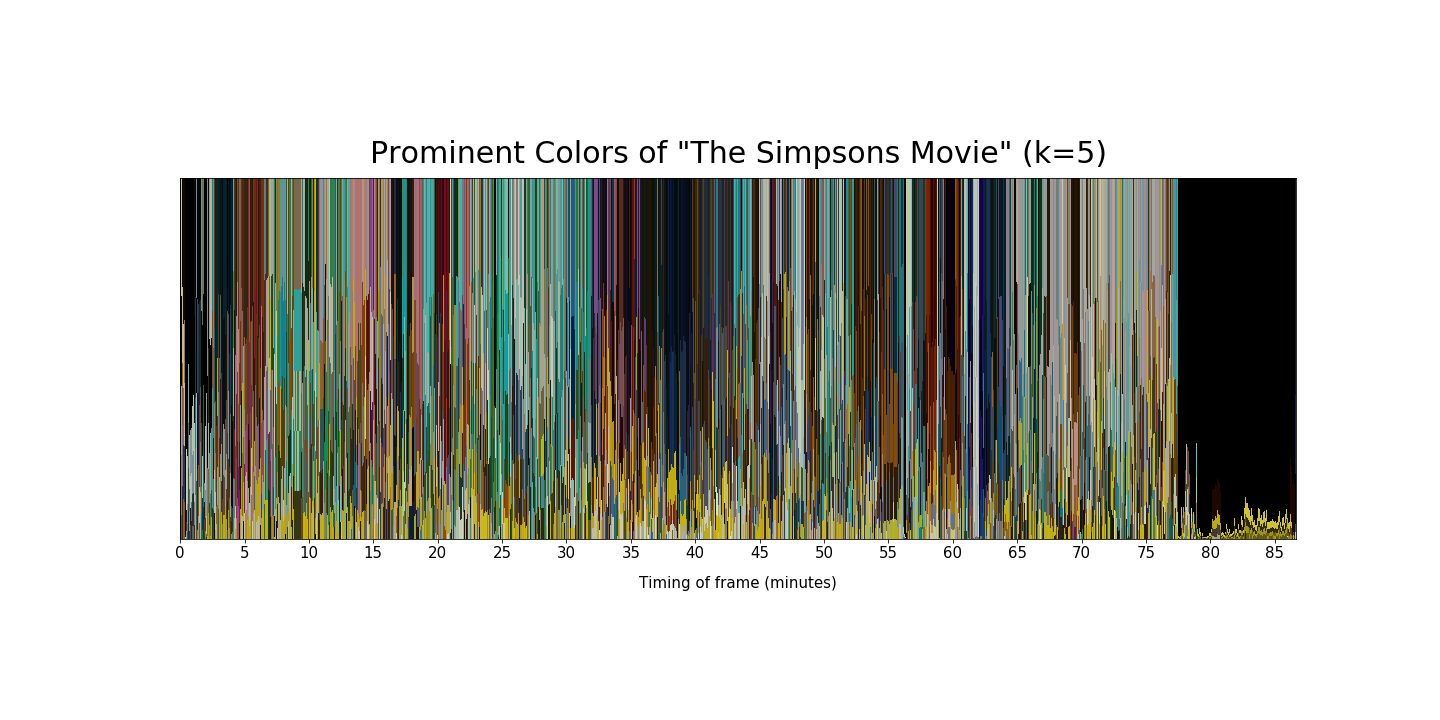 Prominent Colors of "The Simpsons Movie" (k=5)
0 5 10 15 20 25 30 35 40 45 50 55 60 65 70 75 80 85
Timing of frame (minutes)